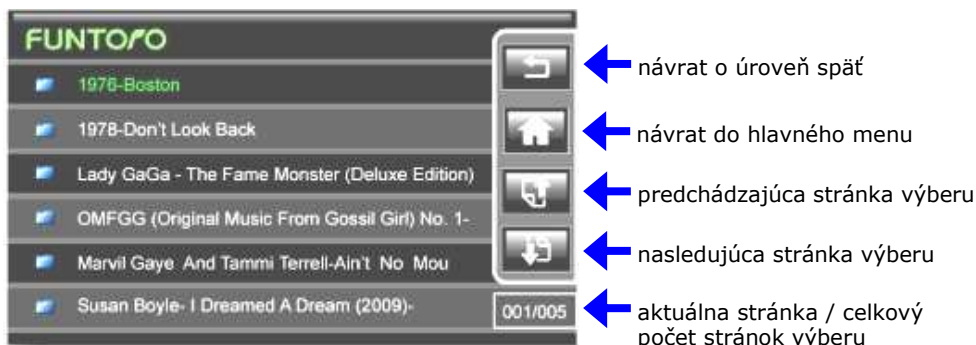 FUNTORO
1976-Boston
1978-Don't Look Back
Lady GaGa - The Fame Monster (Deluxe Edition)
OMFGG (Original Music From Gossil Girl) No. 1-
Marvil Gaye And Tammi Terrell-Ain't No Mou
Susan Boyle- I Dreamed A Dream (2009)-
001/005
návrat o úroveň späť
návrat do hlavného menu
predchádzajúca stránka výberu
nasledujúca stránka výberu
aktuálna stránka / celkový
počet stránok výberu